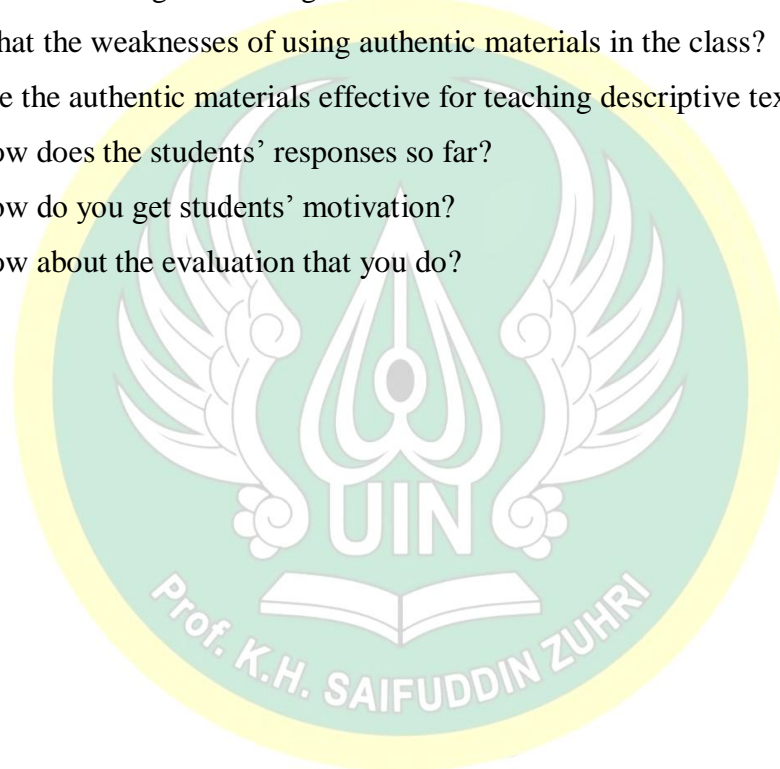 hat the weaknesses of using authentic materials in the class?
e the authentic materials effective for teaching descriptive tex
ow does the students' responses so far?
ow do you get students' motivation?
ow about the evaluation that you do?
UIN
Prof. K.H. SAIFUDDIN ZUHRI